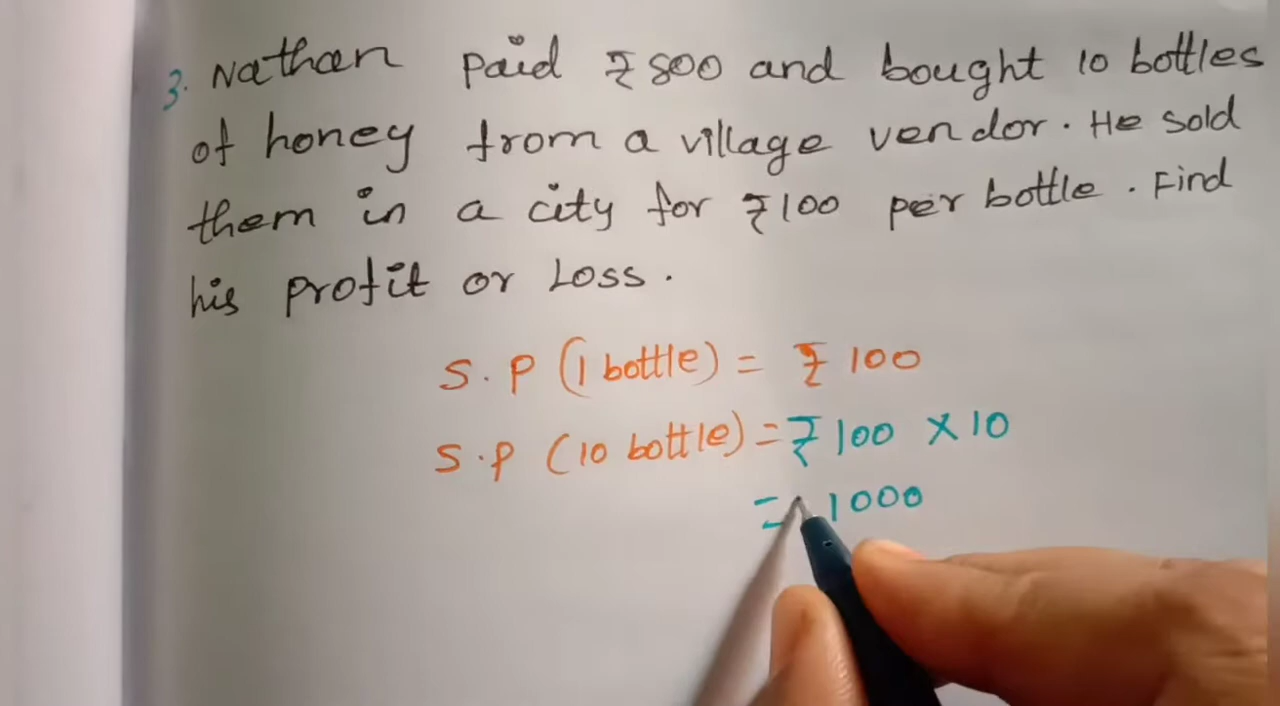 3. Nathan paid ₹800 and bought 10 bottles
of honey from a village vendor. He sold
them in a city for ₹100 per bottle. Find
his profit or Loss.
S.P (1 bottle) = ₹ 100
S.P (10 bottle) = ₹ 100 × 10
= 1000